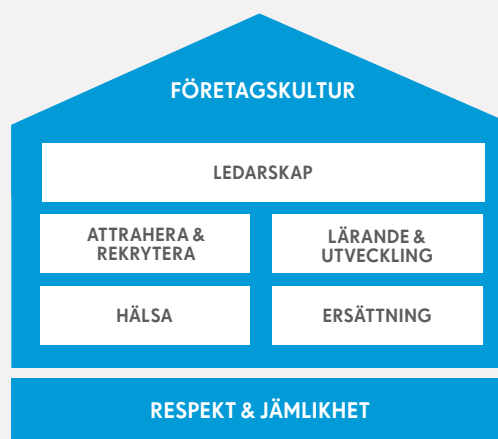 FÖRETAGSKULTUR
LEDARSKAP
ATTRAHERA &
REKRYTERA
LÄRANDE &
UTVECKLING
HÄLSA
ERSÄTTNING
RESPEKT & JÄMLIKHET